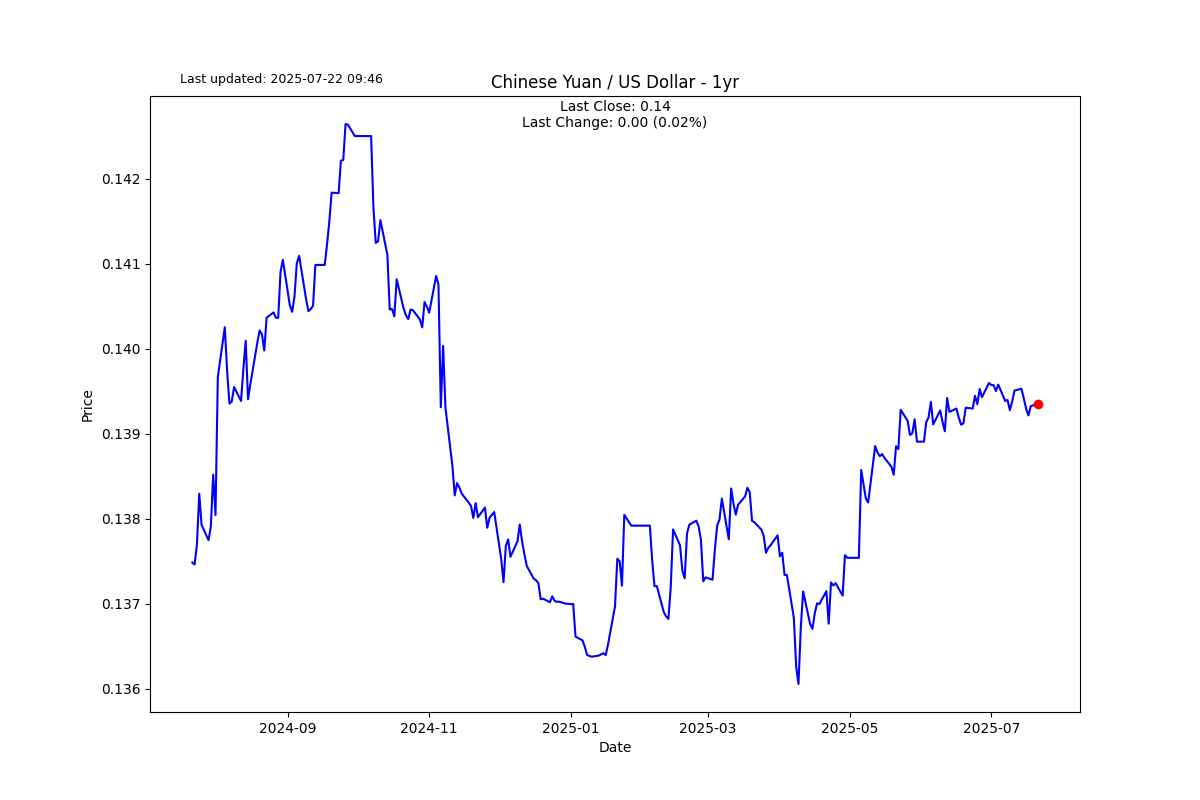 Last updated: 2025-07-22 09:46
Chinese Yuan / US Dollar - 1yr
Last Close: 0.14
Last Change: 0.00 (0.02%)
0.142
0.141
0.140
0.139
0.138
0.137
0.136
Price
2024-09
2024-11
2025-01
2025-03
2025-05
2025-07
Date